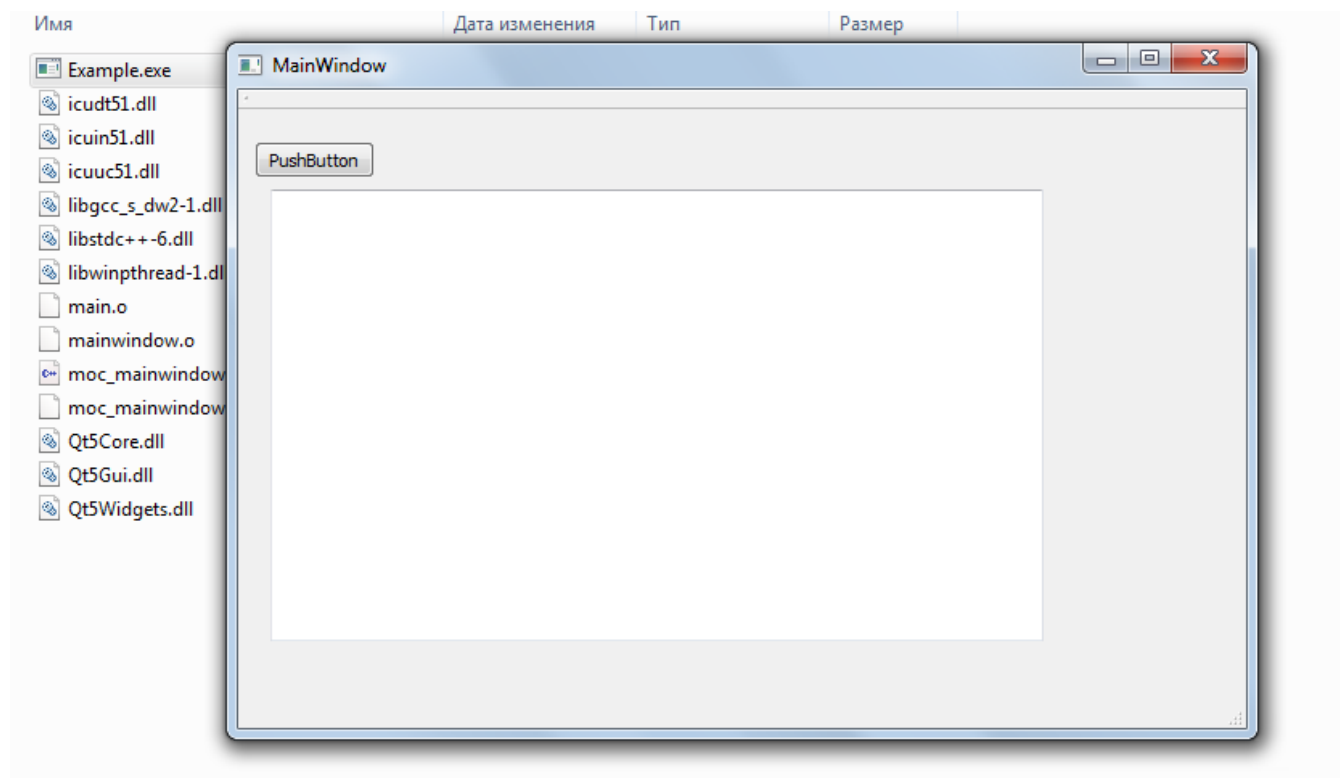 Имя Дата изменения Тип Размер
Example.exe
MainWindow
icudt51.dll
icuin51.dll
icuuc51.dll
PushButton
libgcc_s_dw2-1.dll
libstdc++-6.dll
libwinpthread-1.dl
main.o
mainwindow.o
moc_mainwindow
moc_mainwindow
Qt5Core.dll
Qt5Gui.dll
Qt5Widgets.dll